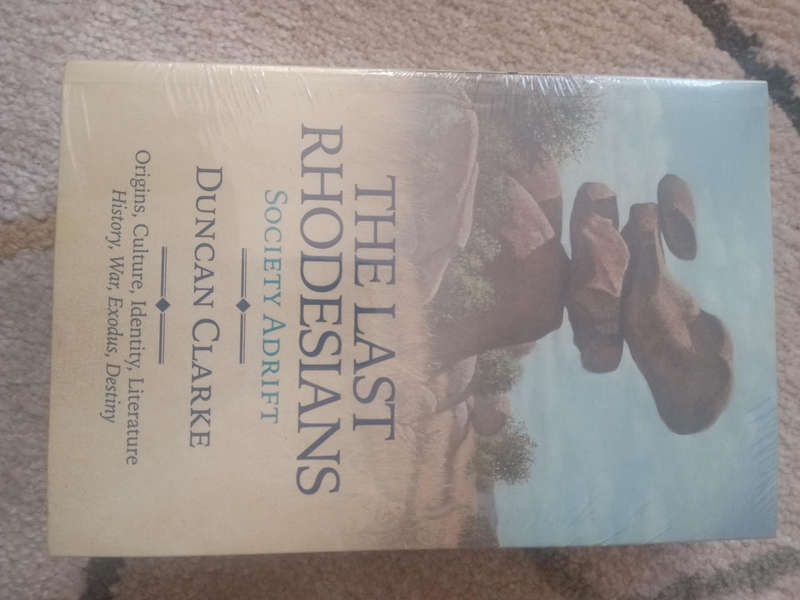 THE LAST
RHODESIANS
SOCIETY ADRIFT
DUNCAN CLARKE
Origins, Culture, Identity, Literature
History, War, Exodus, Destiny